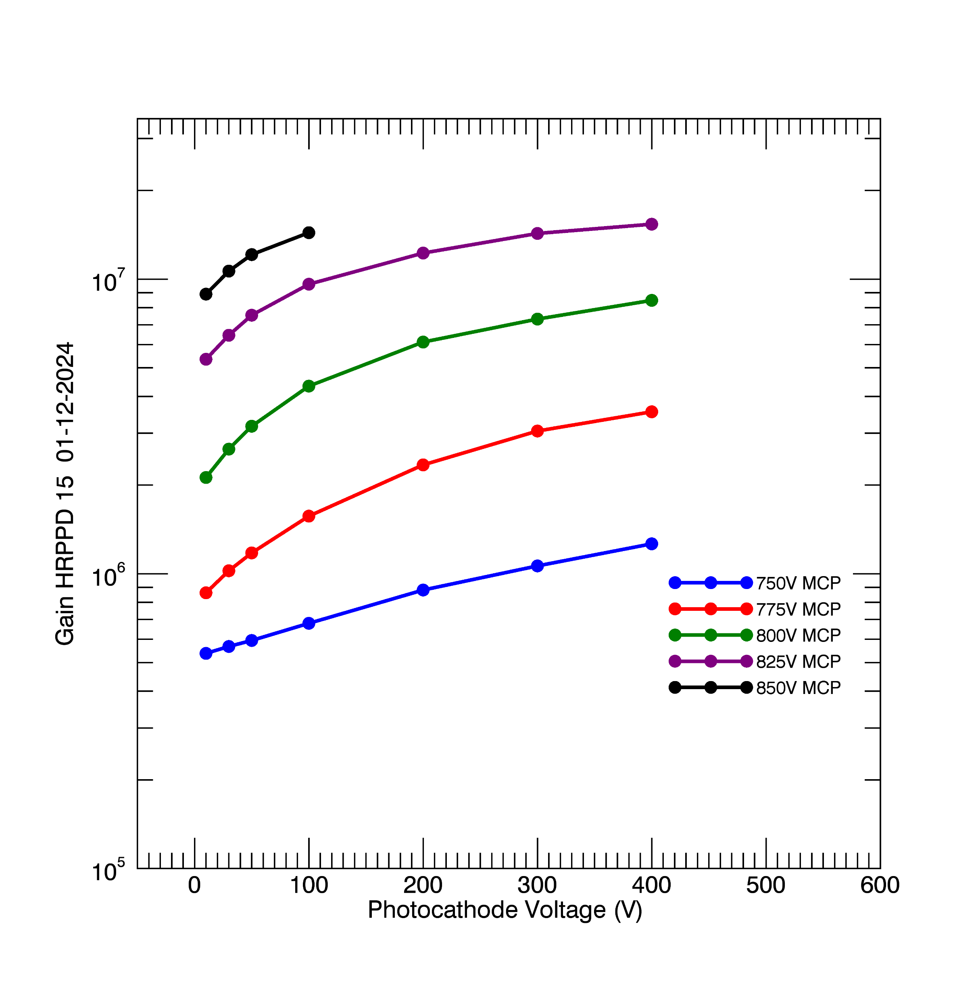 Gain HRPPD 15  01-12-2024
10^7
10^6
10^5
750V MCP
775V MCP
800V MCP
825V MCP
850V MCP
0 100 200 300 400 500 600
Photocathode Voltage (V)